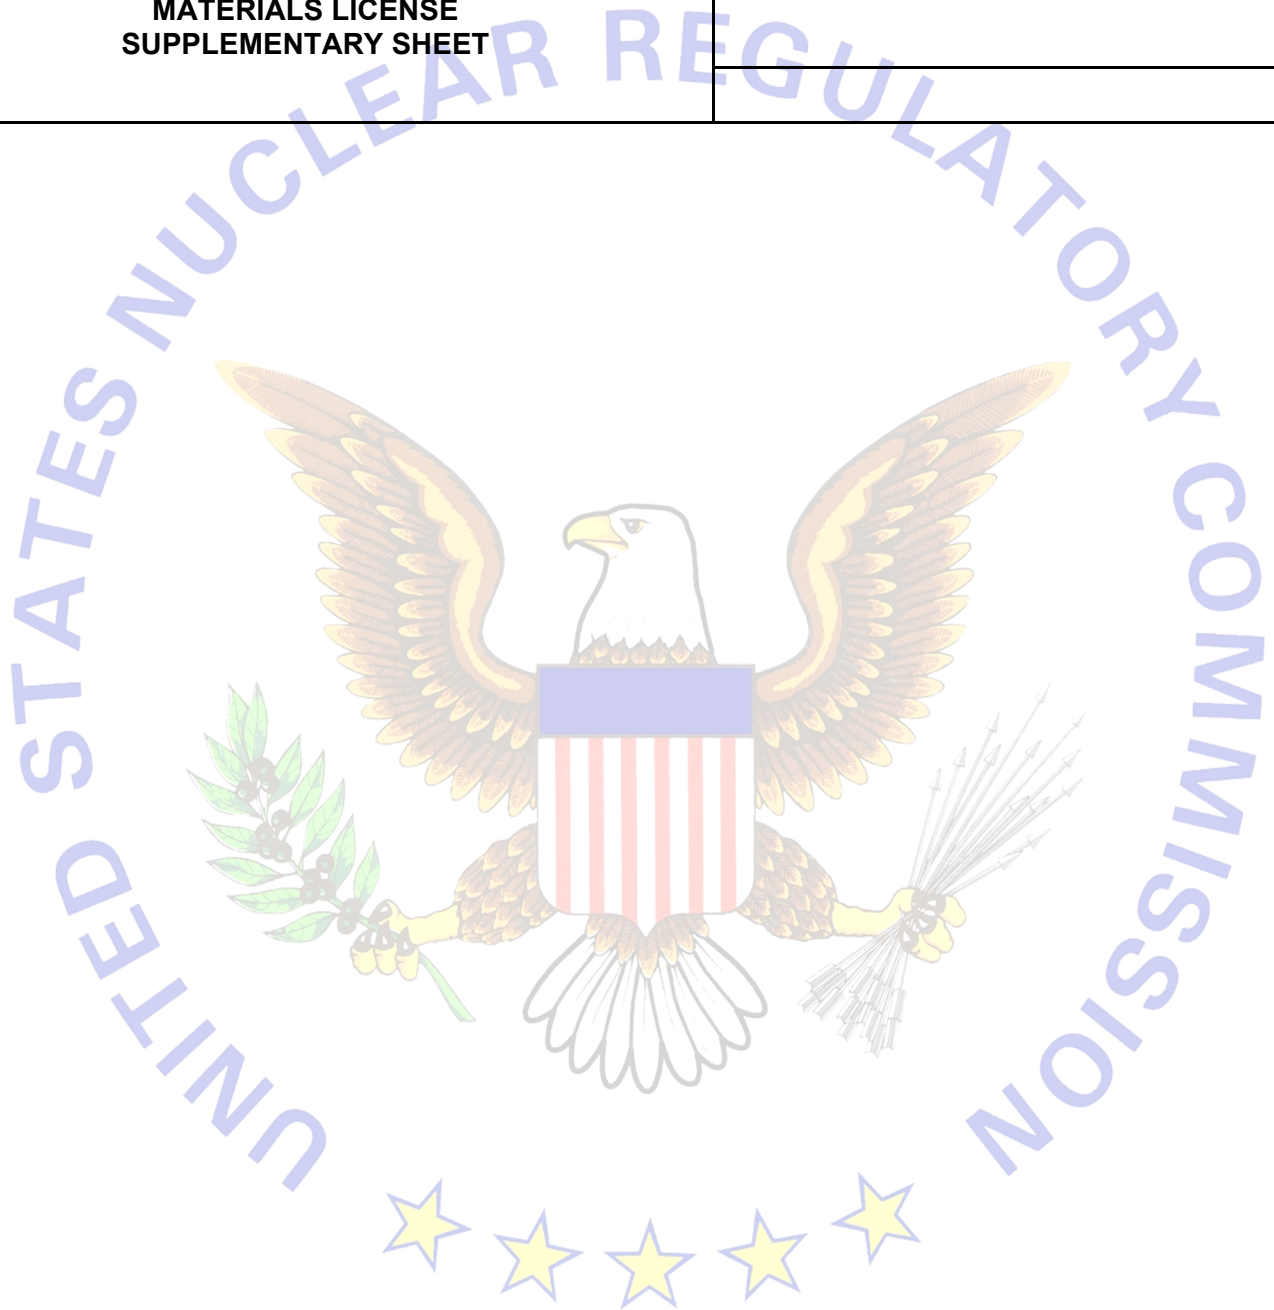 MATERIALS LICENSE
SUPPLEMENTARY SHEET
UNITED STATES NUCLEAR REGULATORY COMMISSION